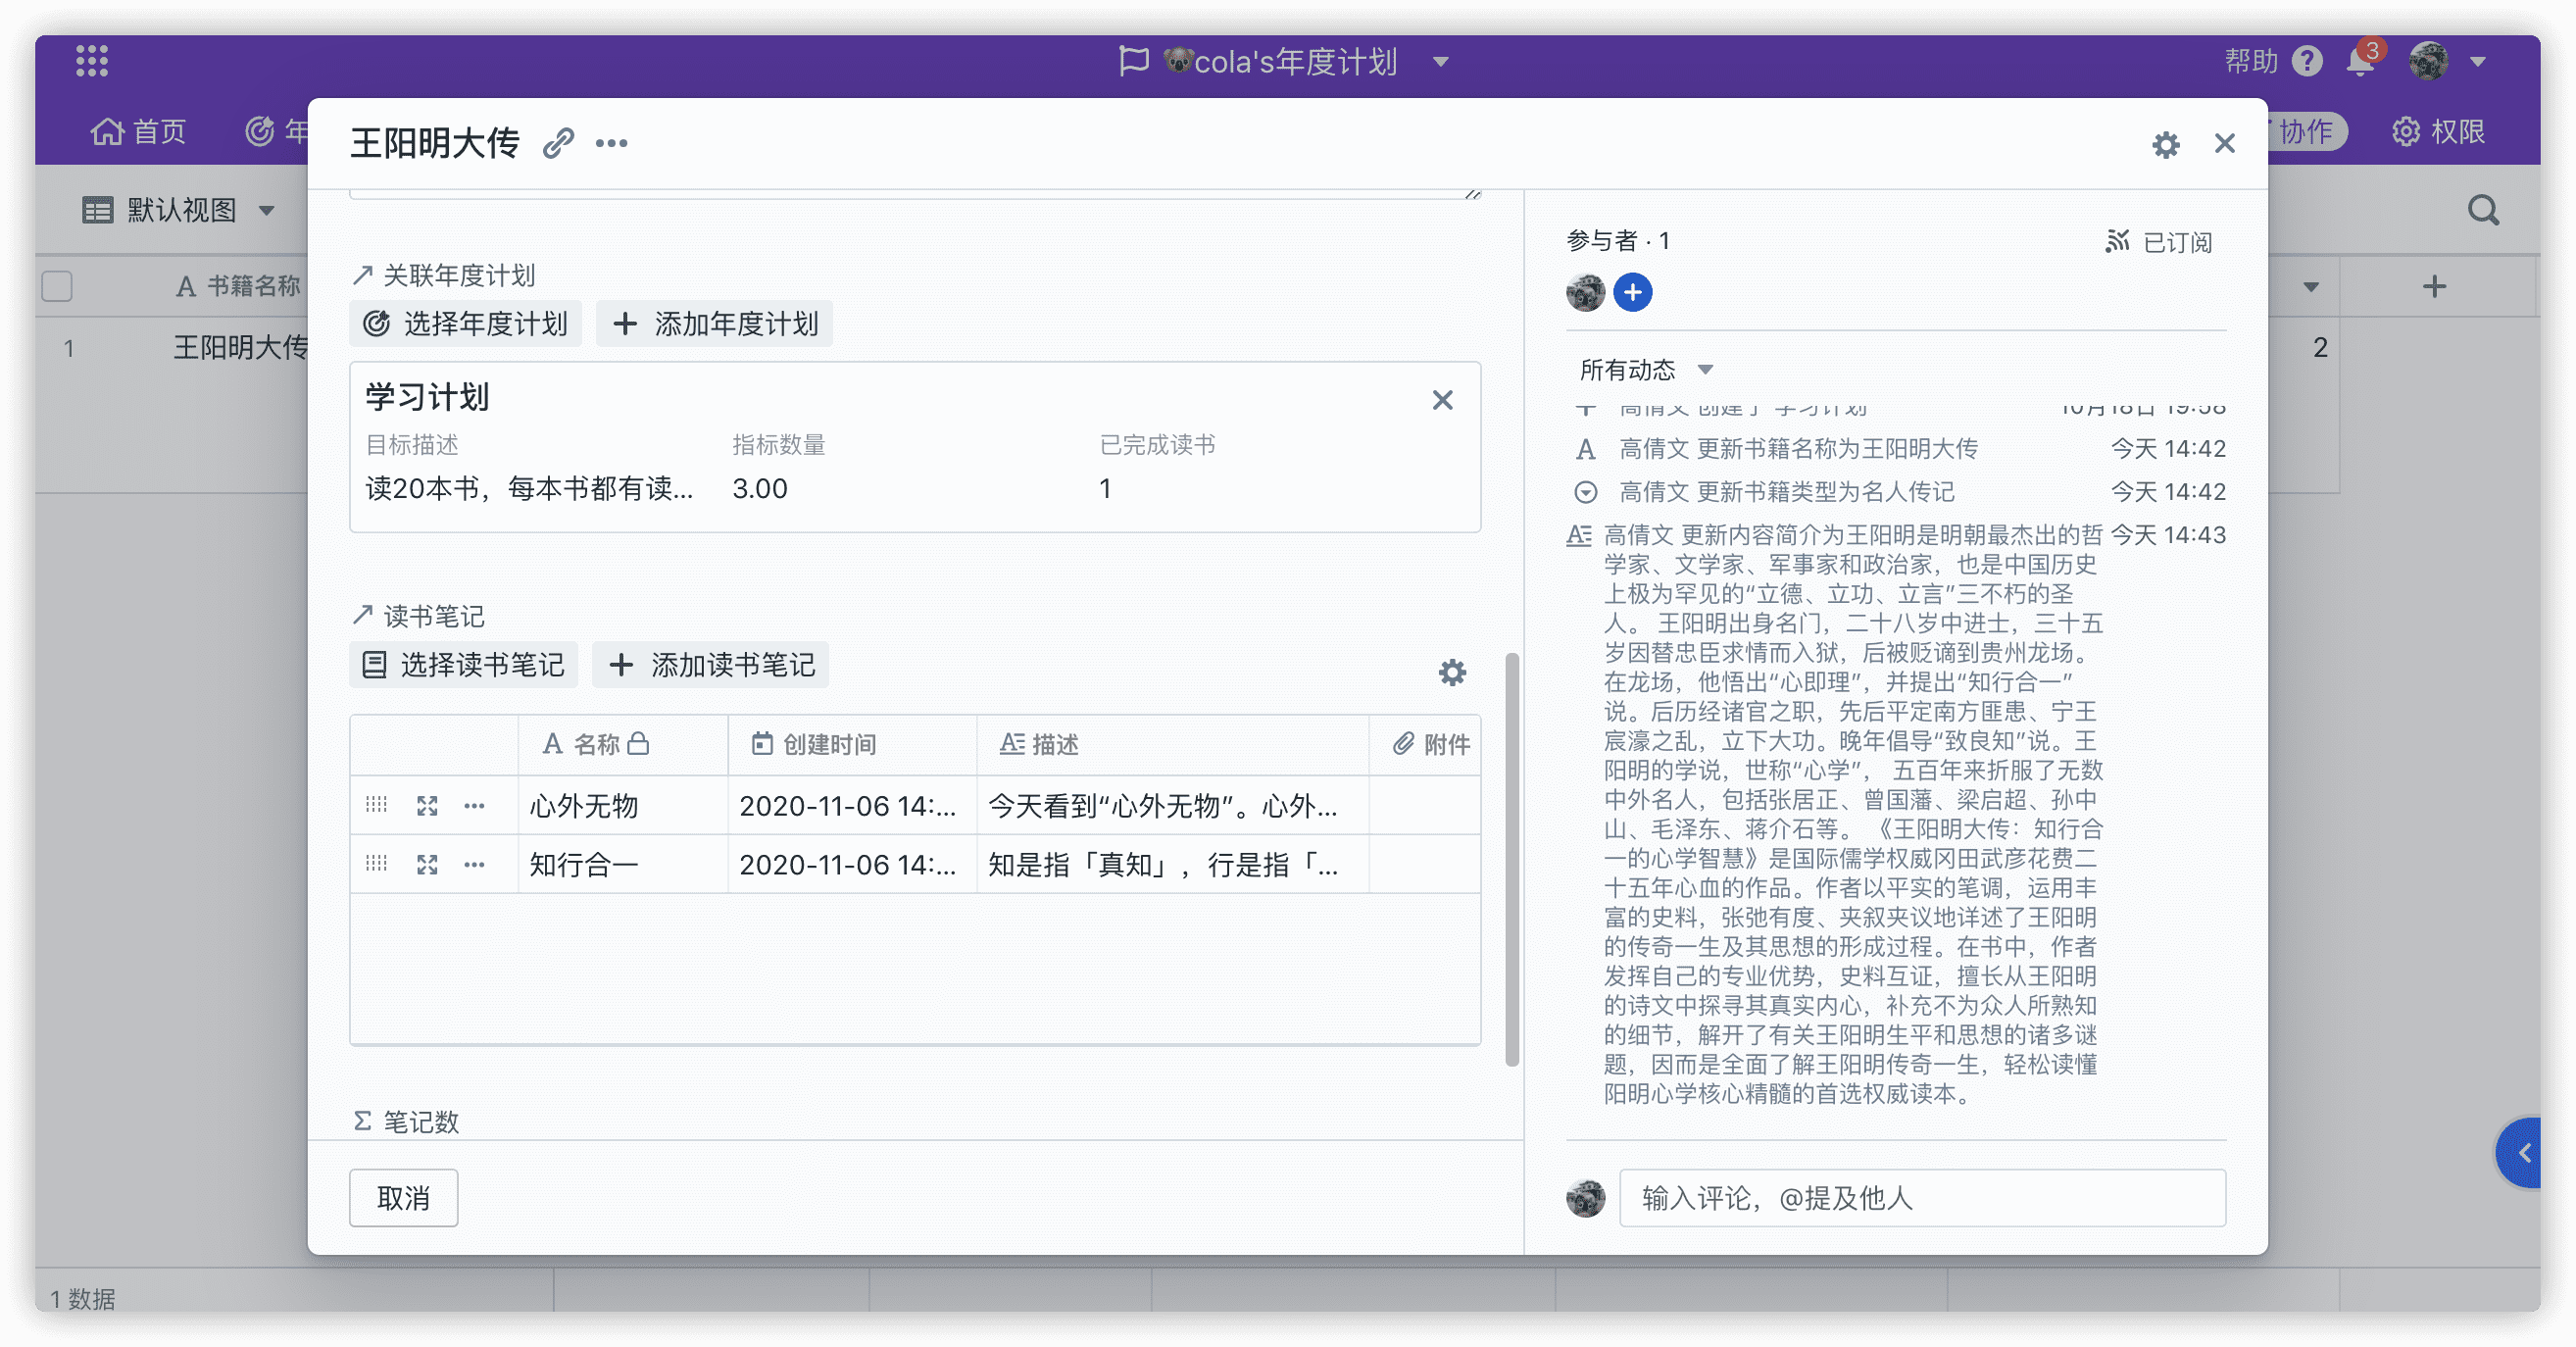 cola's年度计划
帮助
3
首页
年
协作
权限
王阳明大传
默认视图
书籍名称
1
王阳明大传
2
关联年度计划
选择年度计划
添加年度计划
学习计划
目标描述
指标数量
已完成读书
读20本书，每本书都有读...
3.00
1
读书笔记
选择读书笔记
添加读书笔记
名称
创建时间
描述
附件
心外无物
2020-11-06 14:...
今天看到“心外无物”。心外...
知行合一
2020-11-06 14:...
知是指「真知」，行是指「...
Σ 笔记数
取消
参与者 · 1
已订阅
所有动态
高倩文 创建了 学习计划
10月18日 19:58
高倩文 更新书籍名称为王阳明大传
今天 14:42
高倩文 更新书籍类型为名人传记
今天 14:42
高倩文 更新内容简介为王阳明是明朝最杰出的哲
今天 14:43
学家、文学家、军事家和政治家，也是中国历史
上极为罕见的“立德、立功、立言”三不朽的圣
人。 王阳明出身名门，二十八岁中进士，三十五
岁因替忠臣求情而入狱，后被贬谪到贵州龙场。
在龙场，他悟出“心即理”，并提出“知行合一”
说。后历经诸官之职，先后平定南方匪患、宁王
宸濠之乱，立下大功。晚年倡导“致良知”说。王
阳明的学说，世称“心学”， 五百年来折服了无数
中外名人，包括张居正、曾国藩、梁启超、孙中
山、毛泽东、蒋介石等。 《王阳明大传：知行合
一的心学智慧》是国际儒学权威冈田武彦花费二
十五年心血的作品。作者以平实的笔调，运用丰
富的史料，张弛有度、夹叙夹议地详述了王阳明
的传奇一生及其思想的形成过程。在书中，作者
发挥自己的专业优势，史料互证，擅长从王阳明
的诗文中探寻其真实内心，补充不为众人所熟知
的细节，解开了有关王阳明生平和思想的诸多谜
题，因而是全面了解王阳明传奇一生，轻松读懂
阳明心学核心精髓的首选权威读本。
输入评论，@提及他人
1 数据